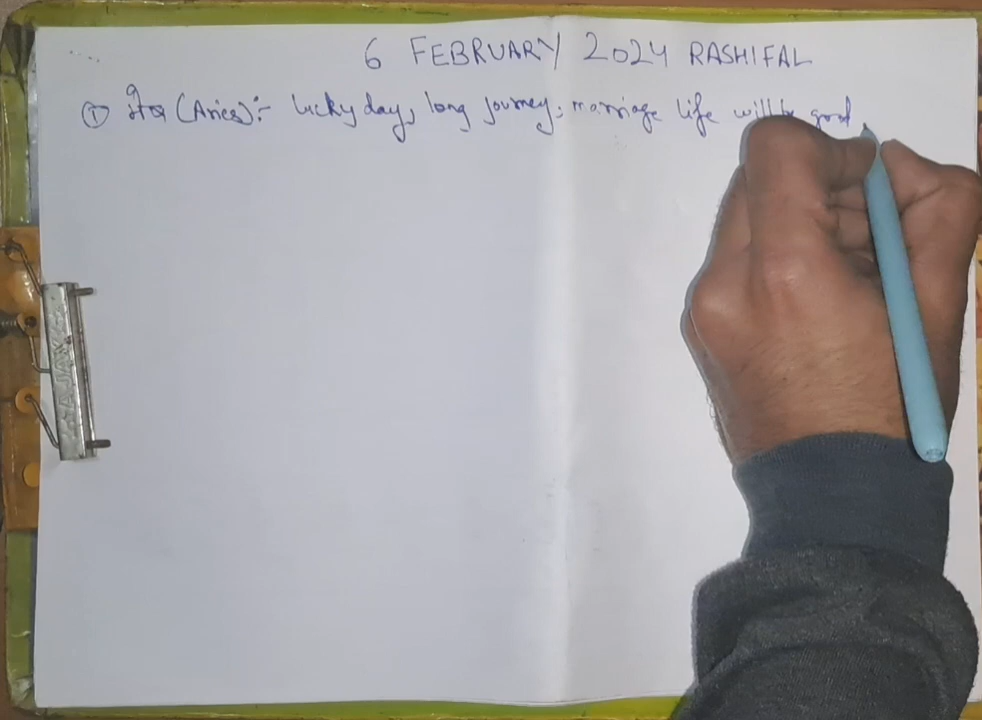 6 FEBRUARY 2024 RASHIFAL
① मेष (Aries):- lucky day, long journey, marriage life will be good